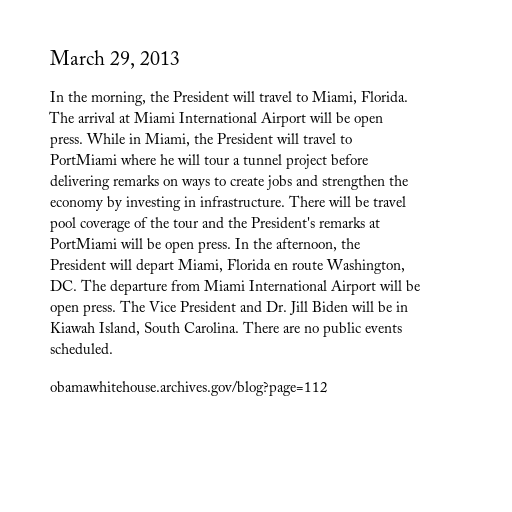 March 29, 2013
In the morning, the President will travel to Miami, Florida.
The arrival at Miami International Airport will be open
press. While in Miami, the President will travel to
PortMiami where he will tour a tunnel project before
delivering remarks on ways to create jobs and strengthen the
economy by investing in infrastructure. There will be travel
pool coverage of the tour and the President's remarks at
PortMiami will be open press. In the afternoon, the
President will depart Miami, Florida en route Washington,
DC. The departure from Miami International Airport will be
open press. The Vice President and Dr. Jill Biden will be in
Kiawah Island, South Carolina. There are no public events
scheduled.
obamawhitehouse.archives.gov/blog?page=112